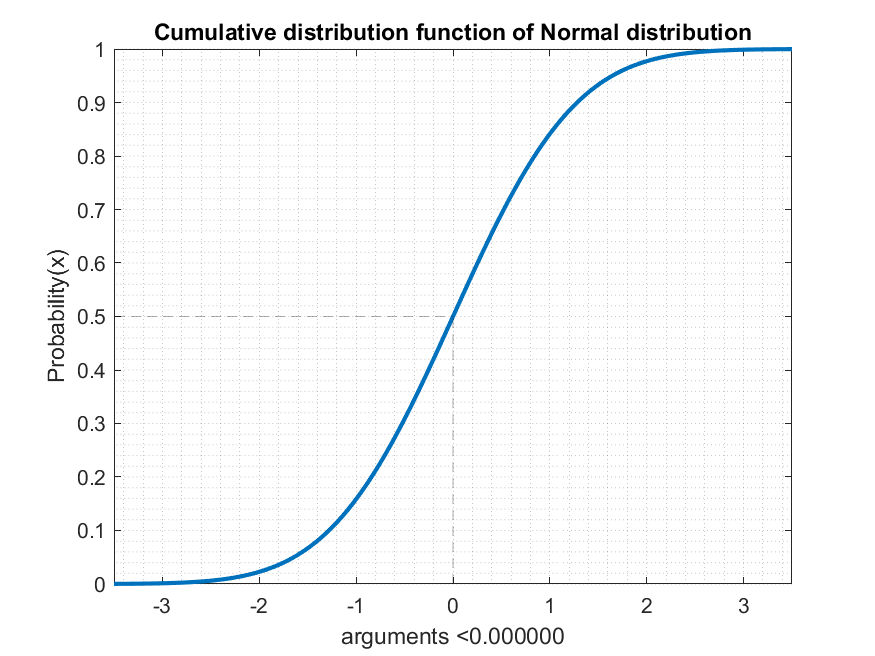 Cumulative distribution function of Normal distribution
1
0.9
0.8
0.7
0.6
0.5
0.4
0.3
0.2
0.1
0
Probability(x)
-3 -2 -1 0 1 2 3
arguments <0.000000